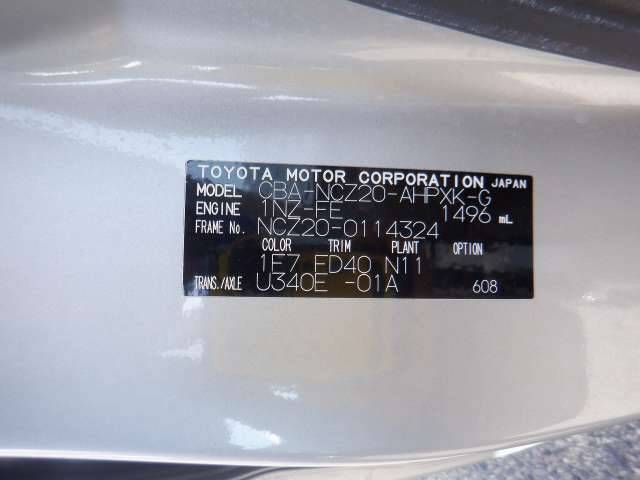 TOYOTA MOTOR CORPORATION JAPAN
MODEL CBA-NCZ20-AHPXK-G
ENGINE 1NZ-FE 1496 mL
FRAME No. NCZ20-0114324
COLOR TRIM PLANT OPTION
1E7 ED40 N11
TRANS./AXLE U340E -01A 608